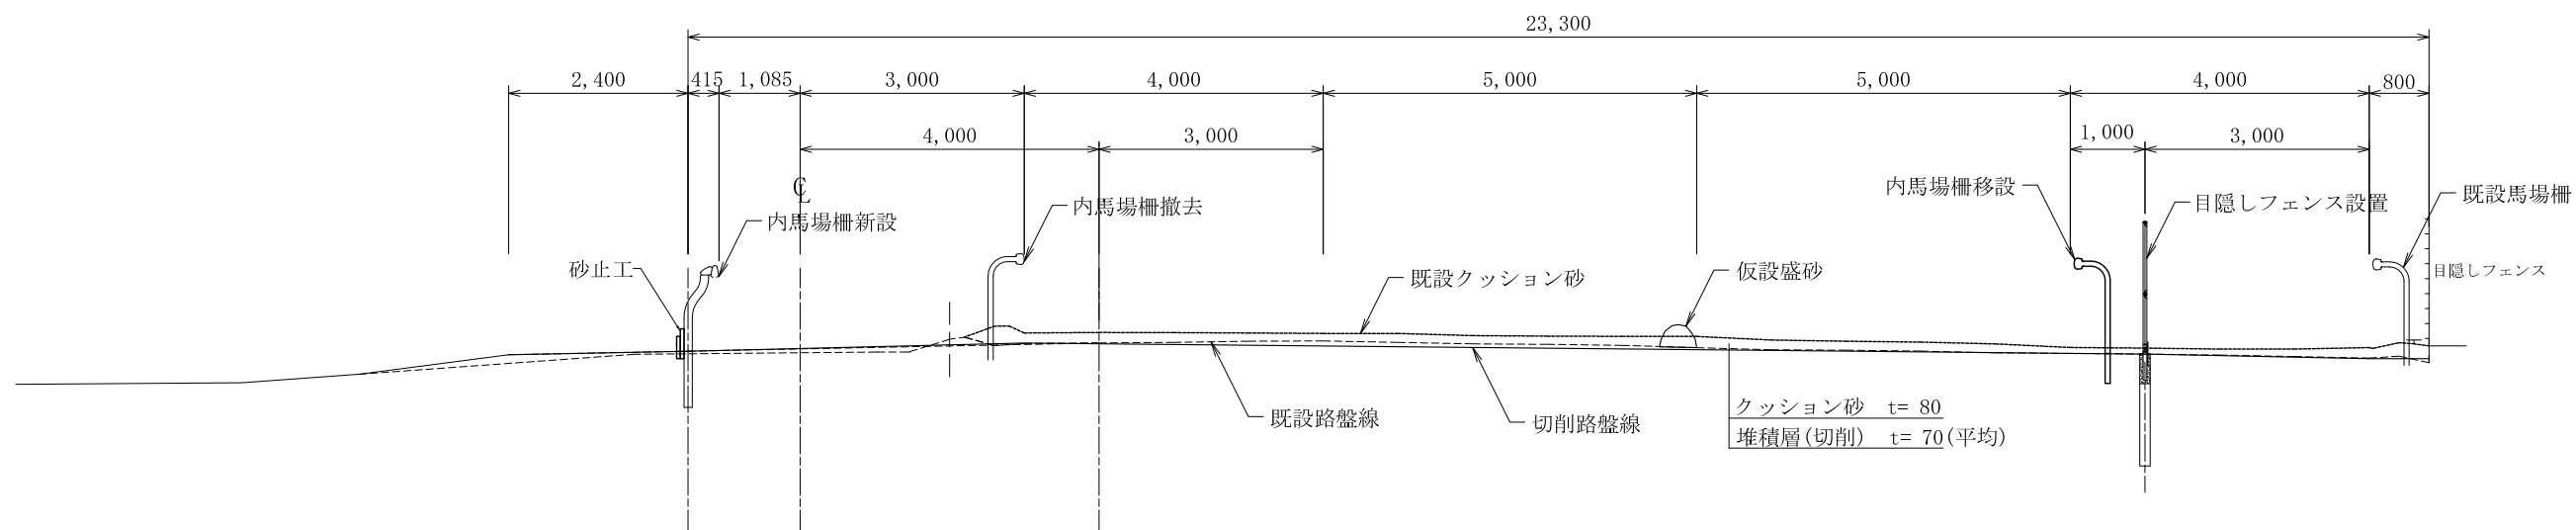 23,300
2,400
415
1,085
3,000
4,000
5,000
5,000
4,000
800
4,000
3,000
1,000
3,000
℄
内馬場柵新設
内馬場柵撤去
内馬場柵移設
目隠しフェンス設置
既設馬場柵
砂止工
既設クッション砂
仮設盛砂
目隠しフェンス
既設路盤線
切削路盤線
クッション砂 t= 80
堆積層(切削) t= 70(平均)